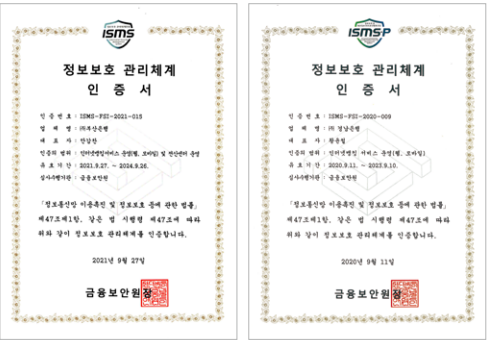 ISMS
정보보호 관리체계
인 증 서
인 증 번 호 : ISMS-FSI-2021-015
업 체 명 : ㈜부산은행
대 표 자 : 안감찬
인증의 범위 : 인터넷뱅킹서비스 운영(웹, 모바일) 및 전산센터 운영
유 효 기 간 : 2021.9.27. ~ 2024.9.26.
심사수행기관 : 금융보안원
「정보통신망 이용촉진 및 정보보호 등에 관한 법률」
제47조제1항, 같은 법 시행령 제47조에 따라
위와 같이 정보보호 관리체계를 인증합니다.
2021년 9월 27일
금융보안원장
ISMS-P
정보보호 관리체계
인 증 서
인 증 번 호 : ISMS-FSI-2020-009
업 체 명 : ㈜경남은행
대 표 자 : 황윤철
인증의 범위 : 인터넷뱅킹 서비스 운영(웹, 모바일)
유 효 기 간 : 2020.9.11. ~ 2023.9.10.
심사수행기관 : 금융보안원
「정보통신망 이용촉진 및 정보보호 등에 관한 법률」
제47조제1항, 같은 법 시행령 제47조에 따라
위와 같이 정보보호 관리체계를 인증합니다.
2020년 9월 11일
금융보안원장